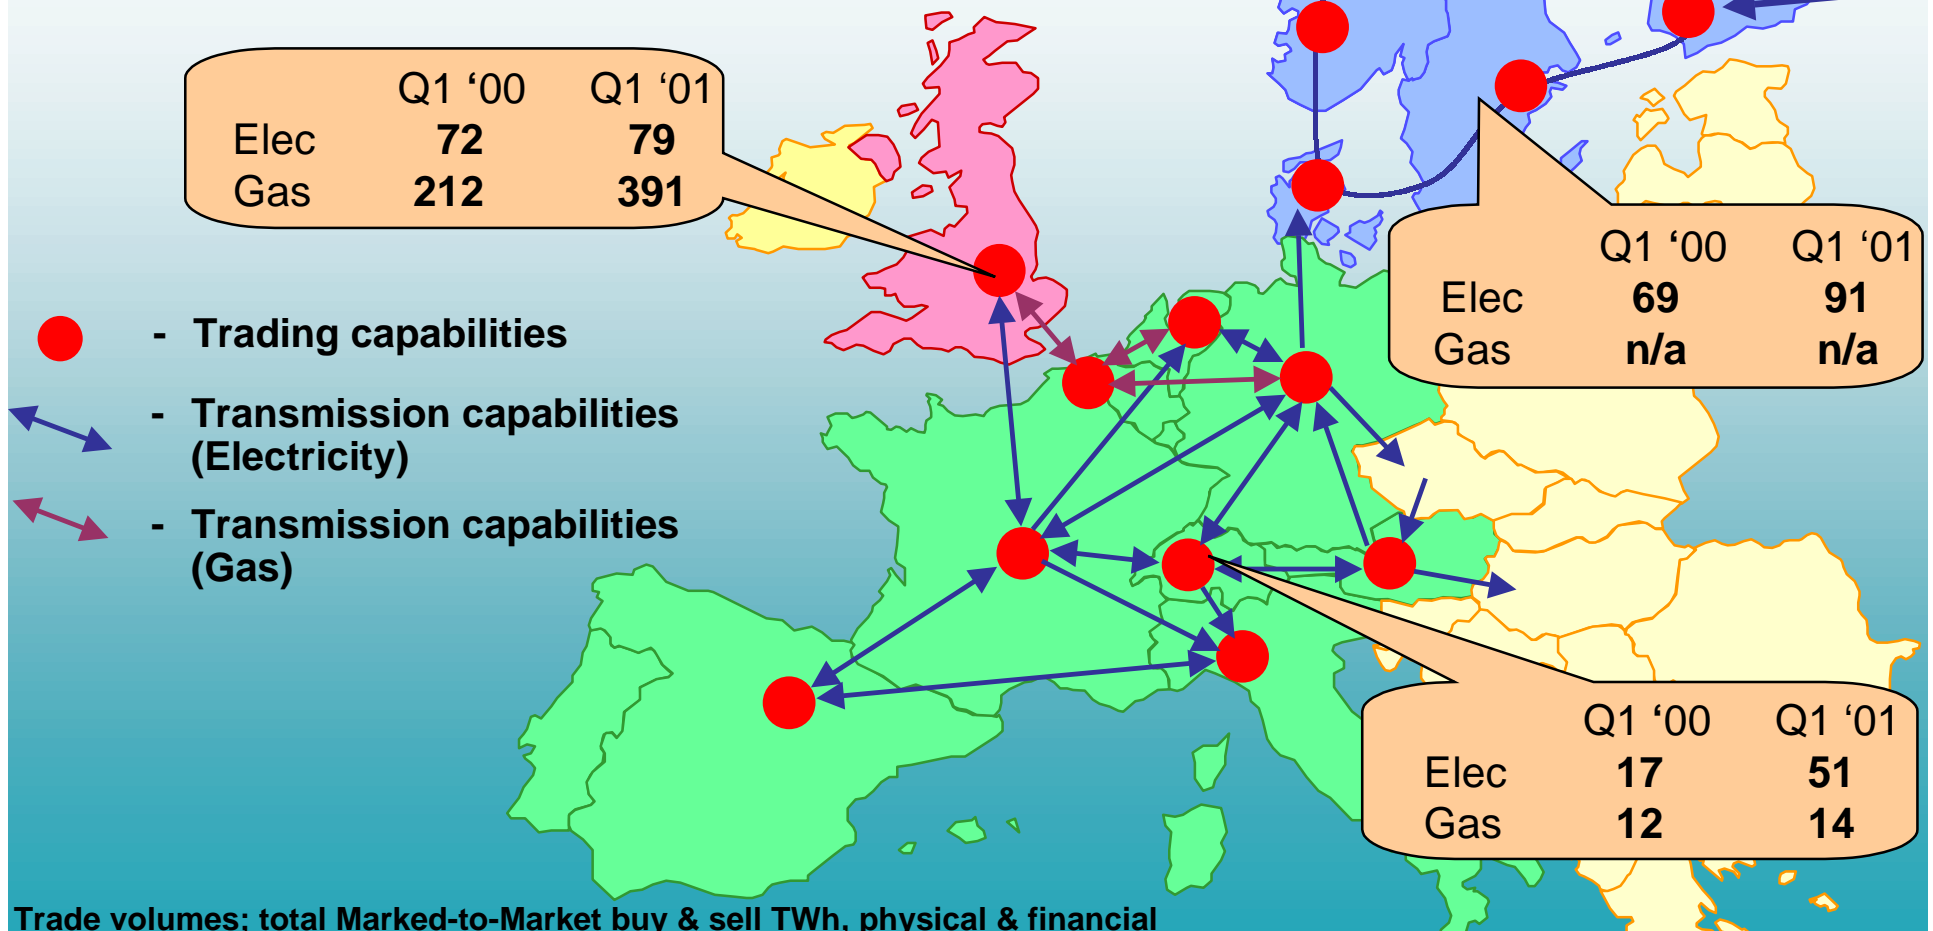 Q1 ‘00 Q1 ‘01
Elec 72 79
Gas 212 391
Q1 ‘00 Q1 ‘01
Elec 69 91
Gas n/a n/a
- Trading capabilities
- Transmission capabilities
(Electricity)
- Transmission capabilities
(Gas)
Q1 ‘00 Q1 ‘01
Elec 17 51
Gas 12 14
Trade volumes; total Marked-to-Market buy & sell TWh, physical & financial